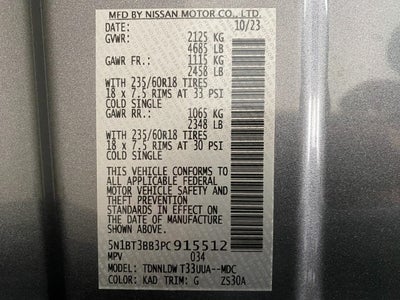 MFD BY NISSAN MOTOR CO., LTD.
DATE: 10/23
GVWR: 2125 KG
4685 LB
GAWR FR.: 1115 KG
2458 LB
WITH 235/60R18 TIRES
18 x 7.5 RIMS AT 33 PSI
COLD SINGLE
GAWR RR.: 1065 KG
2348 LB
WITH 235/60R18 TIRES
18 x 7.5 RIMS AT 30 PSI
COLD SINGLE
THIS VEHICLE CONFORMS TO
ALL APPLICABLE FEDERAL
MOTOR VEHICLE SAFETY
STANDARDS IN EFFECT ON
THE DATE OF MANUFACTURE
SHOWN ABOVE.
5N1BT3BB3PC915512
MPV 034
MODEL: TDNNLDW T33UUA--MDC
COLOR: KAD TRIM: G ZS30A